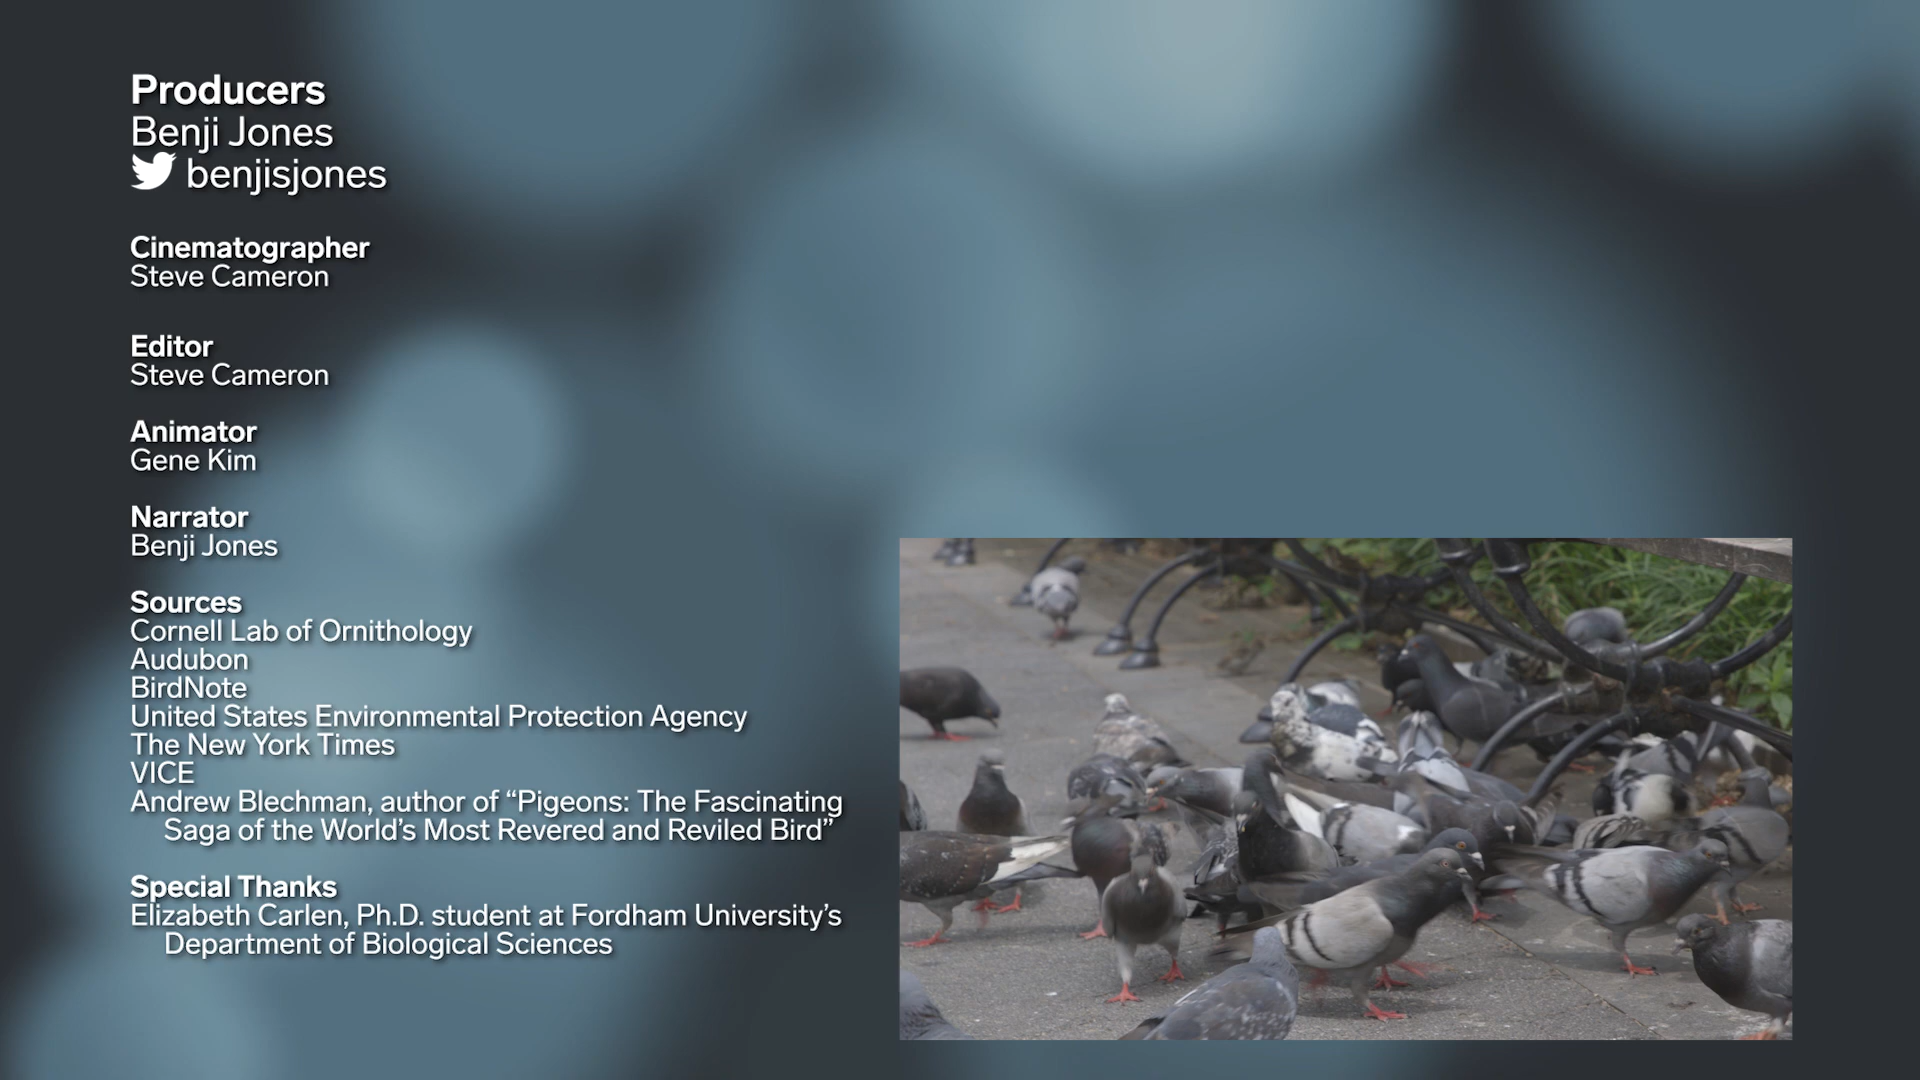 Producers
Benji Jones
benjisjones
Cinematographer
Steve Cameron
Editor
Steve Cameron
Animator
Gene Kim
Narrator
Benji Jones
Sources
Cornell Lab of Ornithology
Audubon
BirdNote
United States Environmental Protection Agency
The New York Times
VICE
Andrew Blechman, author of “Pigeons: The Fascinating
Saga of the World’s Most Revered and Reviled Bird”
Special Thanks
Elizabeth Carlen, Ph.D. student at Fordham University’s
Department of Biological Sciences